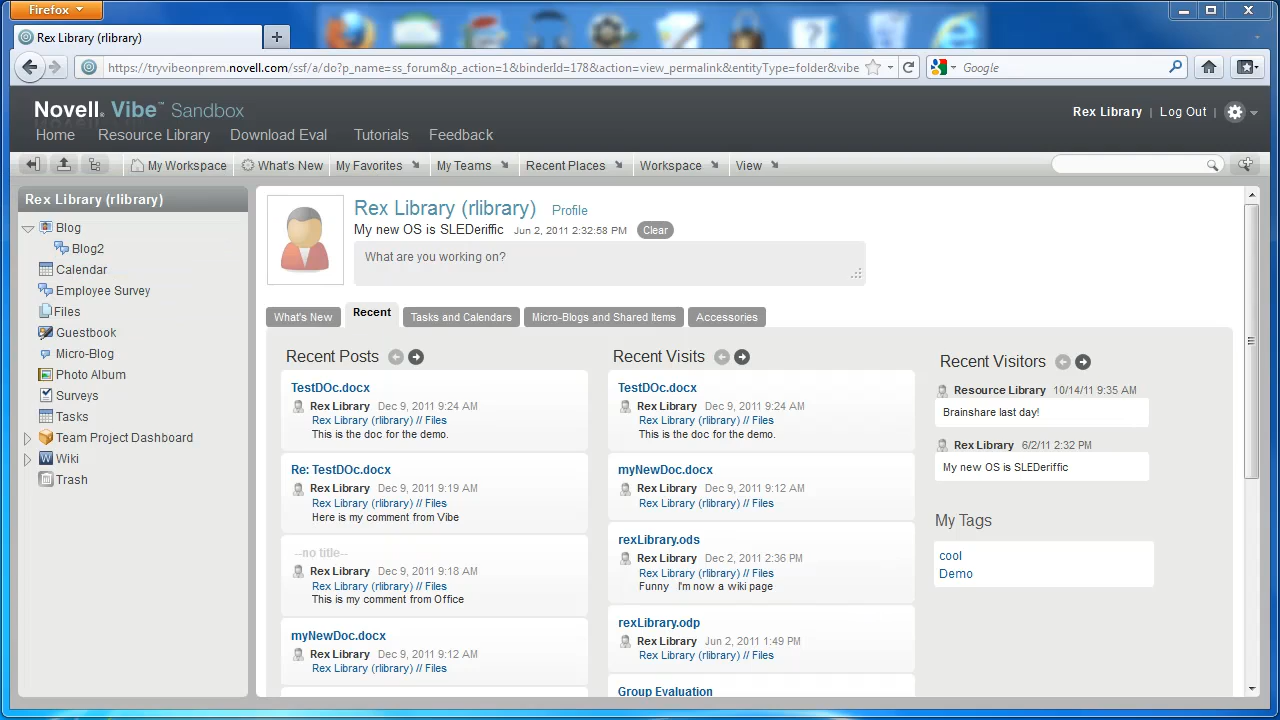 Firefox
Rex Library (rlibrary)
https://tryvibeonprem.novell.com/ssf/a/do?p_name=ss_forum&p_action=1&binderId=178&action=view_permalink&entityType=folder&vibe
Google
Novell Vibe™ Sandbox
Rex Library | Log Out |
Home Resource Library Download Eval Tutorials Feedback
My Workspace What's New My Favorites My Teams Recent Places Workspace View
Rex Library (rlibrary)
Blog
Blog2
Calendar
Employee Survey
Files
Guestbook
Micro-Blog
Photo Album
Surveys
Tasks
Team Project Dashboard
Wiki
Trash
Rex Library (rlibrary) Profile
My new OS is SLEDeriffic Jun 2, 2011 2:32:58 PM Clear
What are you working on?
What's New Recent Tasks and Calendars Micro-Blogs and Shared Items Accessories
Recent Posts
TestDOc.docx
Rex Library Dec 9, 2011 9:24 AM
Rex Library (rlibrary) // Files
This is the doc for the demo.
Re: TestDOc.docx
Rex Library Dec 9, 2011 9:19 AM
Rex Library (rlibrary) // Files
Here is my comment from Vibe
--no title--
Rex Library Dec 9, 2011 9:18 AM
Rex Library (rlibrary) // Files
This is my comment from Office
myNewDoc.docx
Rex Library Dec 9, 2011 9:12 AM
Rex Library (rlibrary) // Files
Recent Visits
TestDOc.docx
Rex Library Dec 9, 2011 9:24 AM
Rex Library (rlibrary) // Files
This is the doc for the demo.
myNewDoc.docx
Rex Library Dec 9, 2011 9:12 AM
Rex Library (rlibrary) // Files
rexLibrary.ods
Rex Library Dec 2, 2011 2:36 PM
Rex Library (rlibrary) // Files
Funny I'm now a wiki page
rexLibrary.odp
Rex Library Jun 2, 2011 1:49 PM
Rex Library (rlibrary) // Files
Group Evaluation
Recent Visitors
Resource Library 10/14/11 9:35 AM
Brainshare last day!
Rex Library 6/2/11 2:32 PM
My new OS is SLEDeriffic
My Tags
cool
Demo